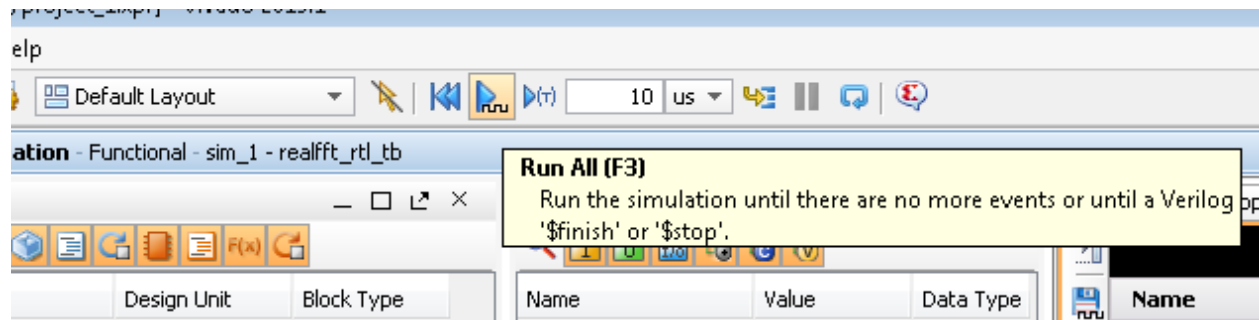 elp
Default Layout
(T)
10 us
ation - Functional - sim_1 - realfft_rtl_tb
Run All (F3)
Run the simulation until there are no more events or until a Verilog
'$finish' or '$stop'.
F(x)
Design Unit Block Type
Name Value Data Type
Name